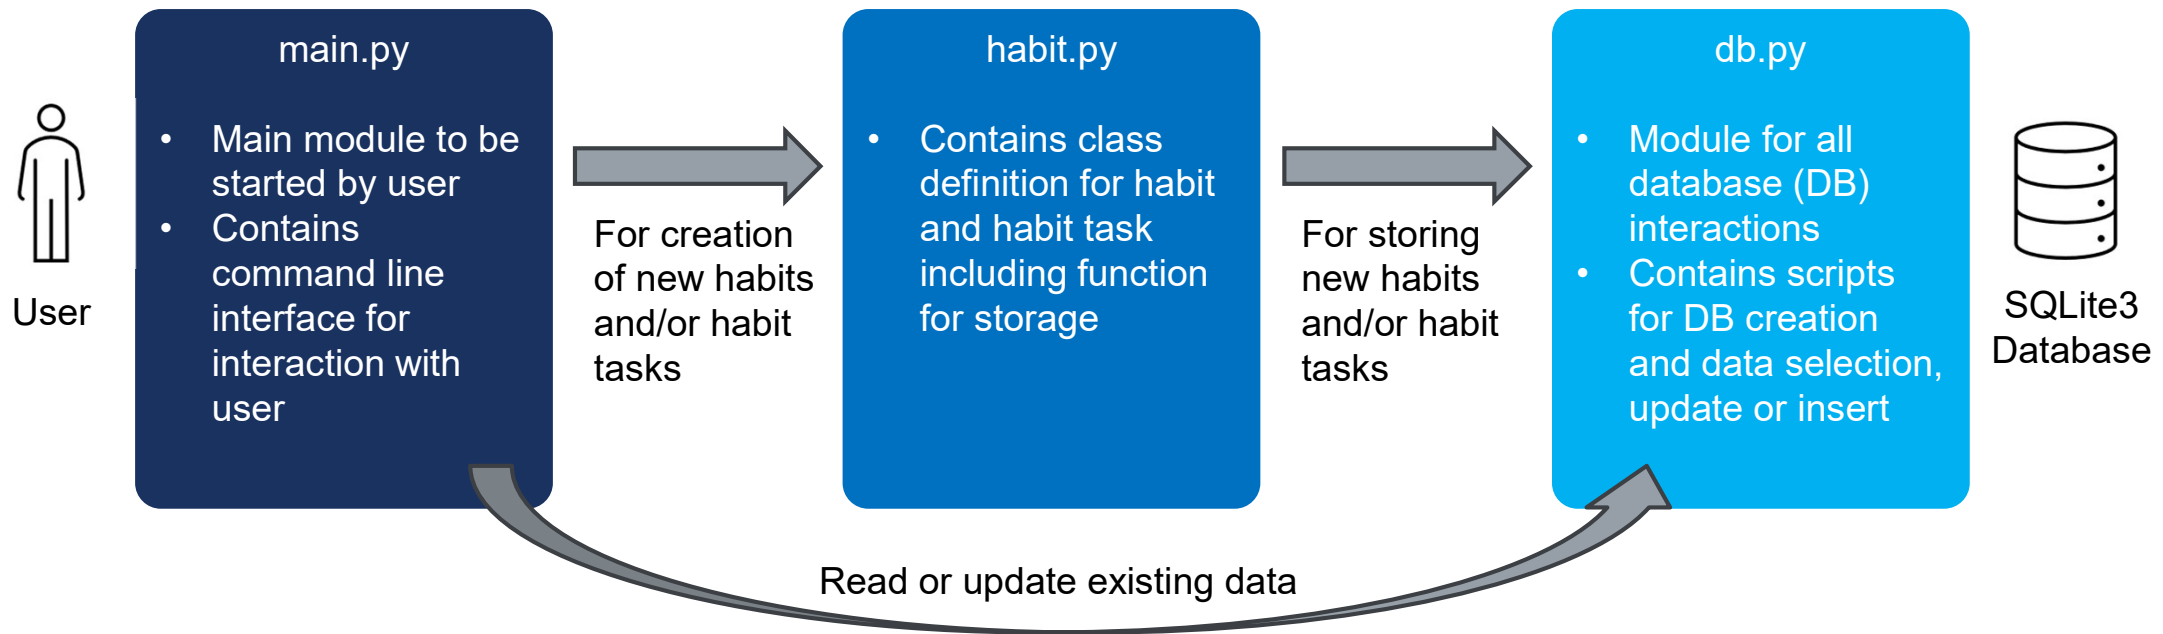 main.py
• Main module to be
started by user
• Contains
command line
interface for
interaction with
user
User
For creation
of new habits
and/or habit
tasks
habit.py
• Contains class
definition for habit
and habit task
including function
for storage
For storing
new habits
and/or habit
tasks
db.py
• Module for all
database (DB)
interactions
• Contains scripts
for DB creation
and data selection,
update or insert
SQLite3
Database
Read or update existing data